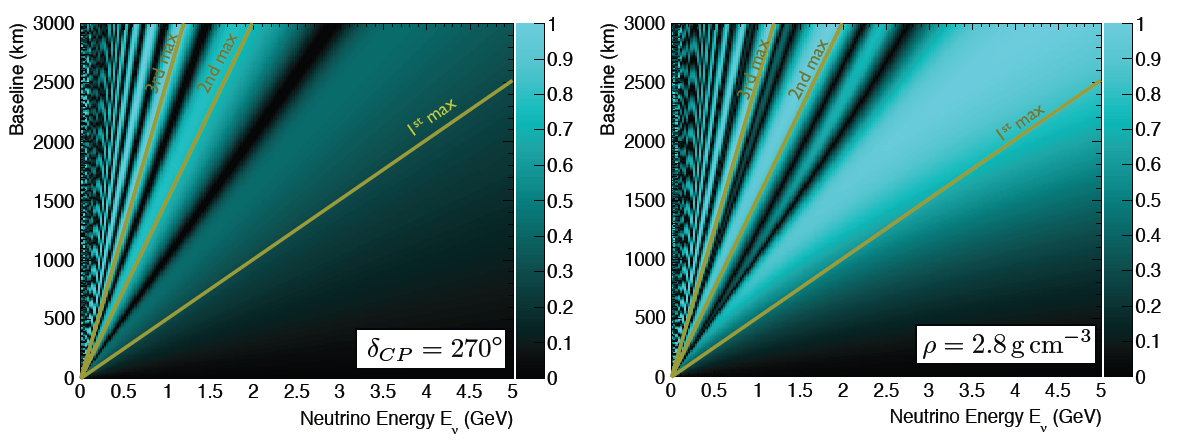 Baseline (km)
3000
2500
2000
1500
1000
500
0
3rd max
2nd max
1st max
δCP = 270°
0 0.5 1 1.5 2 2.5 3 3.5 4 4.5 5
Neutrino Energy Eν (GeV)
1
0.9
0.8
0.7
0.6
0.5
0.4
0.3
0.2
0.1
0
Baseline (km)
3000
2500
2000
1500
1000
500
0
3rd max
2nd max
1st max
ρ = 2.8 g cm⁻³
0 0.5 1 1.5 2 2.5 3 3.5 4 4.5 5
Neutrino Energy Eν (GeV)
1
0.9
0.8
0.7
0.6
0.5
0.4
0.3
0.2
0.1
0